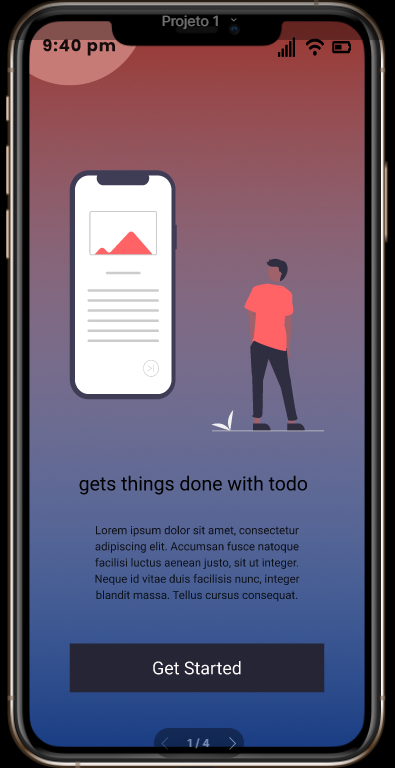 Projeto 1
9:40 pm
gets things done with todo
Lorem ipsum dolor sit amet, consectetur
adipiscing elit. Accumsan fusce natoque
facilisi luctus aenean justo, sit ut integer.
Neque id vitae duis facilisis nunc, integer
blandit massa. Tellus cursus consequat.
Get Started
1 / 4